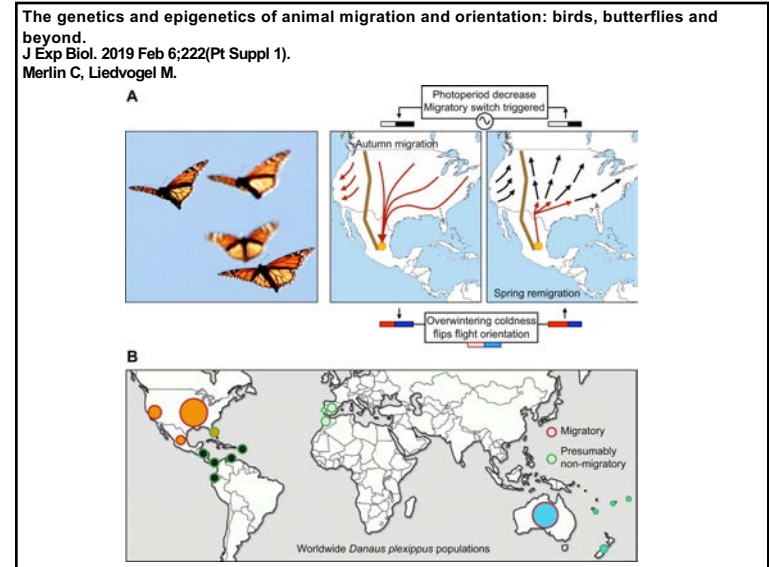 The genetics and epigenetics of animal migration and orientation: birds, butterflies and
beyond.
J Exp Biol. 2019 Feb 6;222(Pt Suppl 1).
Merlin C, Liedvogel M.
A
Photoperiod decrease
Migratory switch triggered
Autumn migration
?
Spring remigration
Overwintering coldness
flips flight orientation
B
Migratory
Presumably
non-migratory
Worldwide Danaus plexippus populations